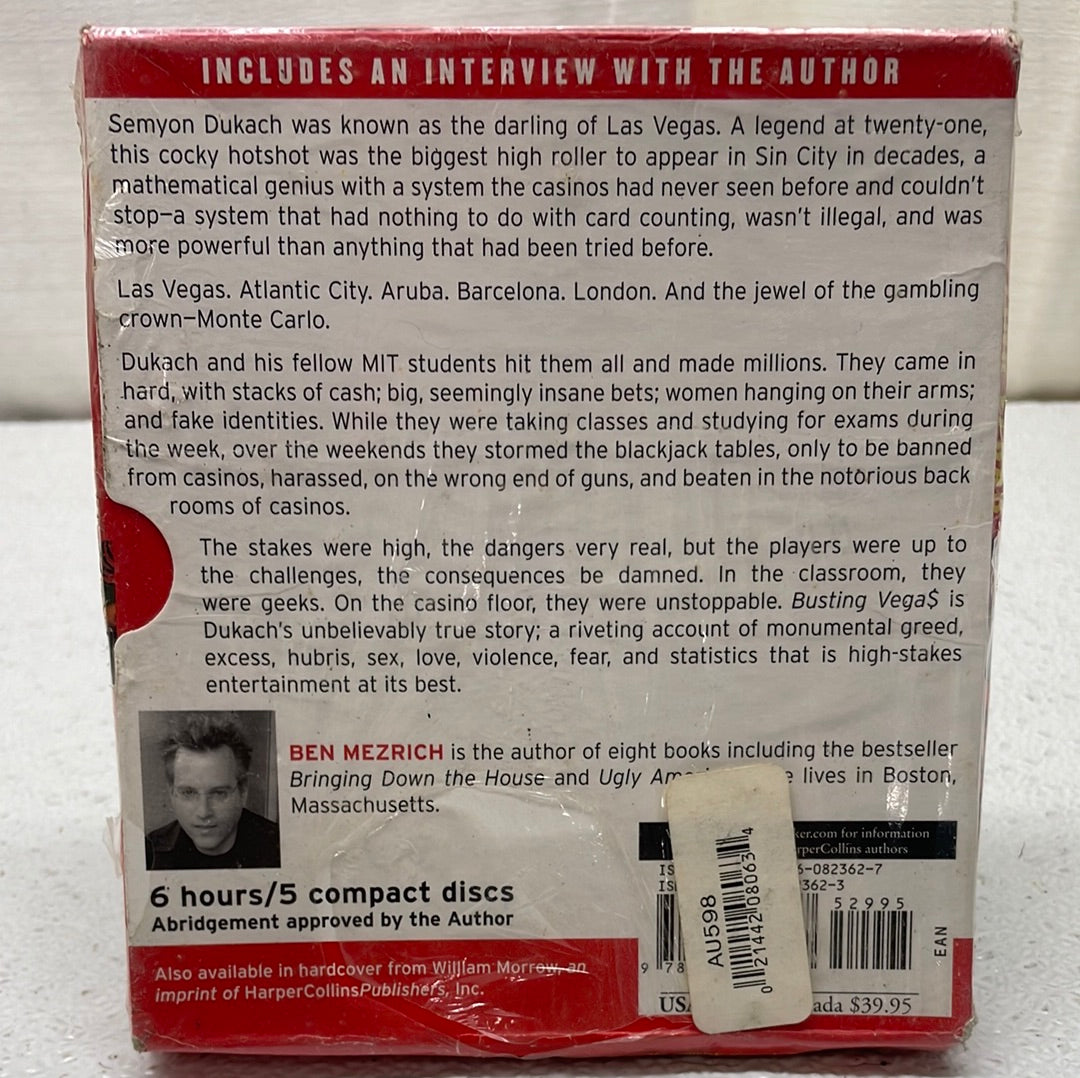 INCLUDES AN INTERVIEW WITH THE AUTHOR
Semyon Dukach was known as the darling of Las Vegas. A legend at twenty-one,
this cocky hotshot was the biggest high roller to appear in Sin City in decades, a
mathematical genius with a system the casinos had never seen before and couldn't
stop—a system that had nothing to do with card counting, wasn't illegal, and was
more powerful than anything that had been tried before.
Las Vegas. Atlantic City. Aruba. Barcelona. London. And the jewel of the gambling
crown—Monte Carlo.
Dukach and his fellow MIT students hit them all and made millions. They came in
hard, with stacks of cash; big, seemingly insane bets; women hanging on their arms;
and fake identities. While they were taking classes and studying for exams during
the week, over the weekends they stormed the blackjack tables, only to be banned
from casinos, harassed, on the wrong end of guns, and beaten in the notorious back
rooms of casinos.
The stakes were high, the dangers very real, but the players were up to
the challenges, the consequences be damned. In the classroom, they
were geeks. On the casino floor, they were unstoppable. Busting Vega$ is
Dukach's unbelievably true story; a riveting account of monumental greed,
excess, hubris, sex, love, violence, fear, and statistics that is high-stakes
entertainment at its best.
BEN MEZRICH is the author of eight books including the bestseller
Bringing Down the House and Ugly lives in Boston,
Massachusetts.
ker.com for information
rperCollins authors
6-082362-7
362-3
52995
EAN
9 78
USA ada $39.95
AU598
0 21442 08063 4
6 hours/5 compact discs
Abridgement approved by the Author
Also available in hardcover from William Morrow, an
imprint of HarperCollinsPublishers, Inc.